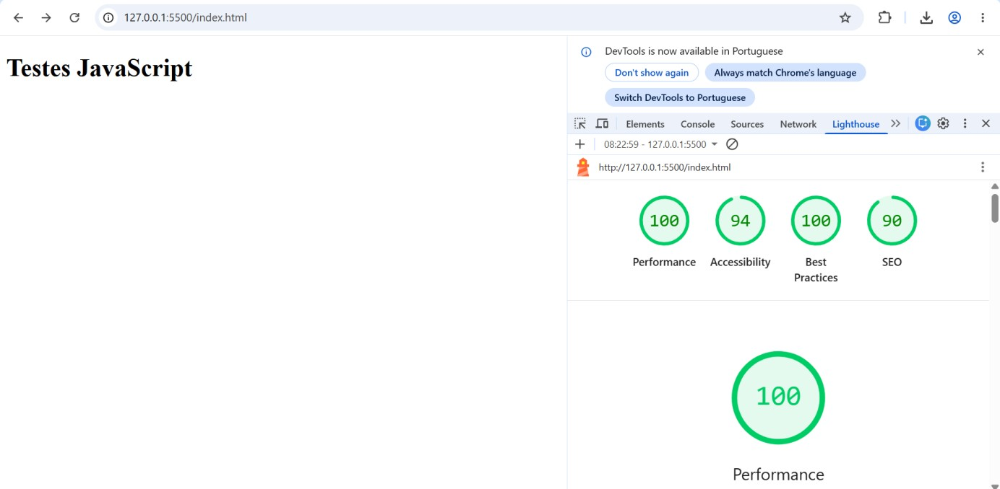 127.0.0.1:5500/index.html
Testes JavaScript
DevTools is now available in Portuguese
Don't show again
Always match Chrome's language
Switch DevTools to Portuguese
Elements Console Sources Network Lighthouse
08:22:59 - 127.0.0.1:5500
http://127.0.0.1:5500/index.html
100 94 100 90
Performance Accessibility Best Practices SEO
100
Performance